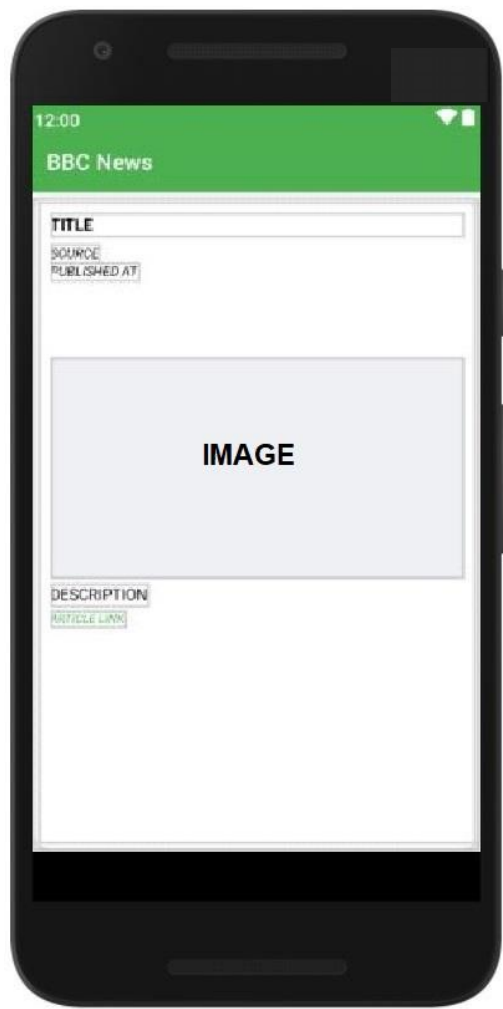 12:00
BBC News
TITLE
SOURCE
PUBLISHED AT
IMAGE
DESCRIPTION
ARTICLE LINK